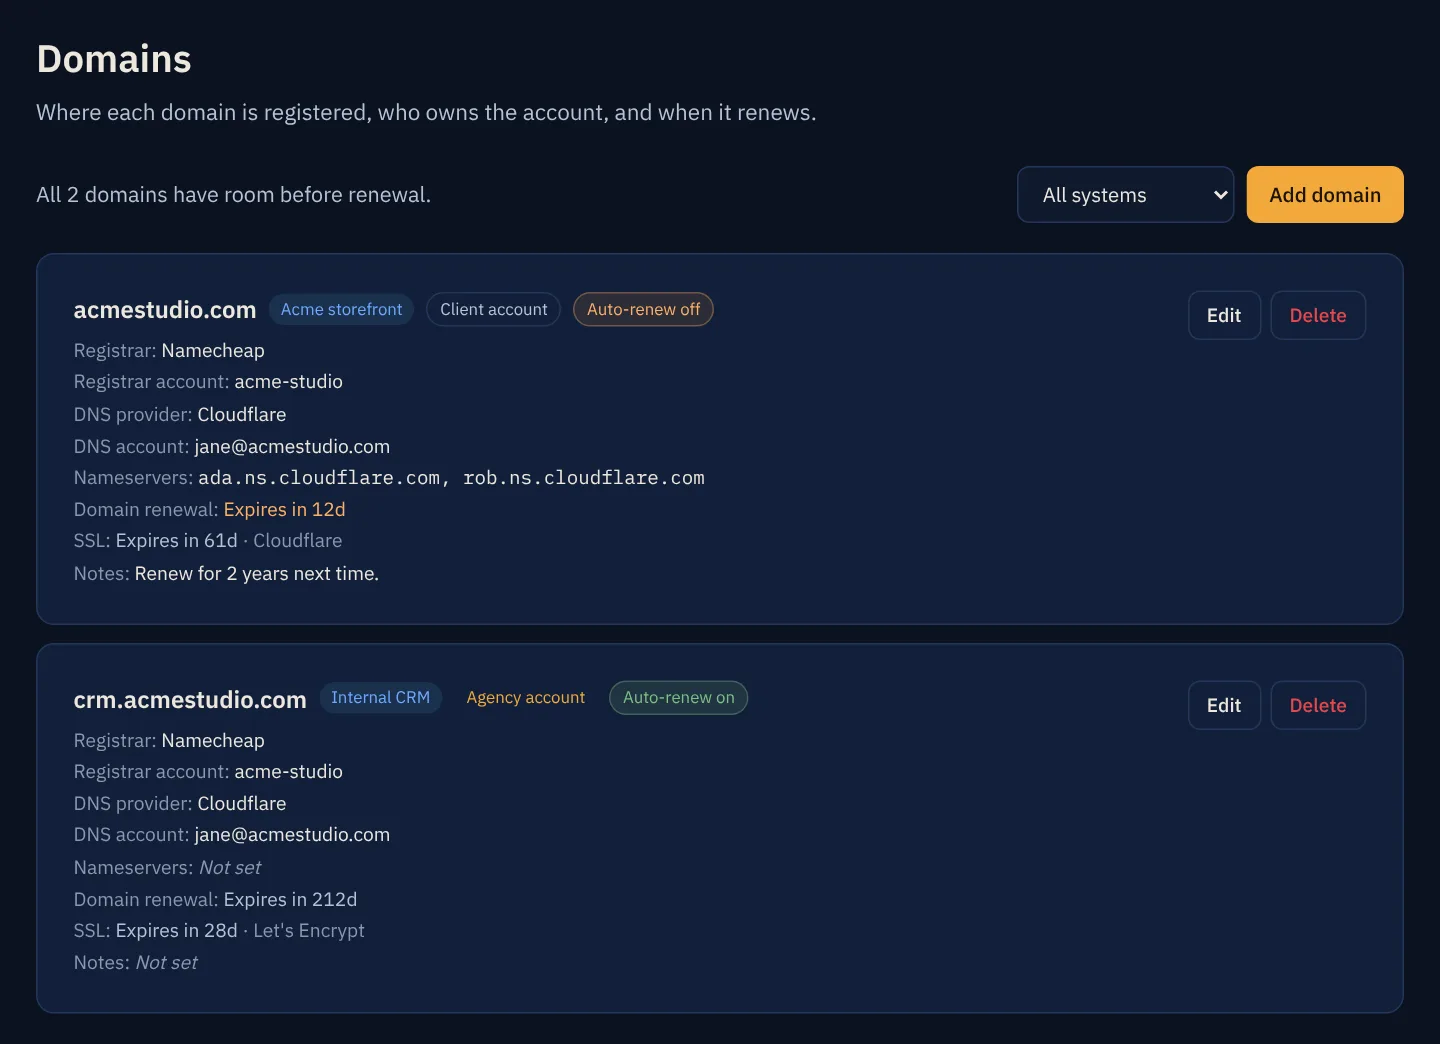 Domains
Where each domain is registered, who owns the account, and when it renews.
All 2 domains have room before renewal.
All systems
Add domain
acmestudio.com Acme storefront Client account Auto-renew off
Edit Delete
Registrar: Namecheap
Registrar account: acme-studio
DNS provider: Cloudflare
DNS account: jane@acmestudio.com
Nameservers: ada.ns.cloudflare.com, rob.ns.cloudflare.com
Domain renewal: Expires in 12d
SSL: Expires in 61d · Cloudflare
Notes: Renew for 2 years next time.
crm.acmestudio.com Internal CRM Agency account Auto-renew on
Edit Delete
Registrar: Namecheap
Registrar account: acme-studio
DNS provider: Cloudflare
DNS account: jane@acmestudio.com
Nameservers: Not set
Domain renewal: Expires in 212d
SSL: Expires in 28d · Let's Encrypt
Notes: Not set